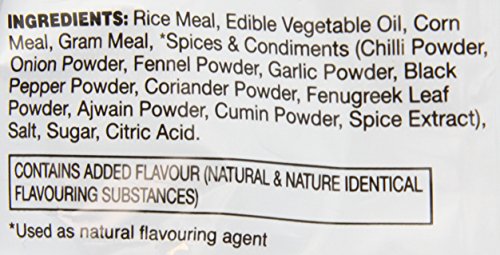 INGREDIENTS: Rice Meal, Edible Vegetable Oil, Corn
Meal, Gram Meal, *Spices & Condiments (Chilli Powder,
Onion Powder, Fennel Powder, Garlic Powder, Black
Pepper Powder, Coriander Powder, Fenugreek Leaf
Powder, Ajwain Powder, Cumin Powder, Spice Extract),
Salt, Sugar, Citric Acid.
CONTAINS ADDED FLAVOUR (NATURAL & NATURE IDENTICAL
FLAVOURING SUBSTANCES)
*Used as natural flavouring agent